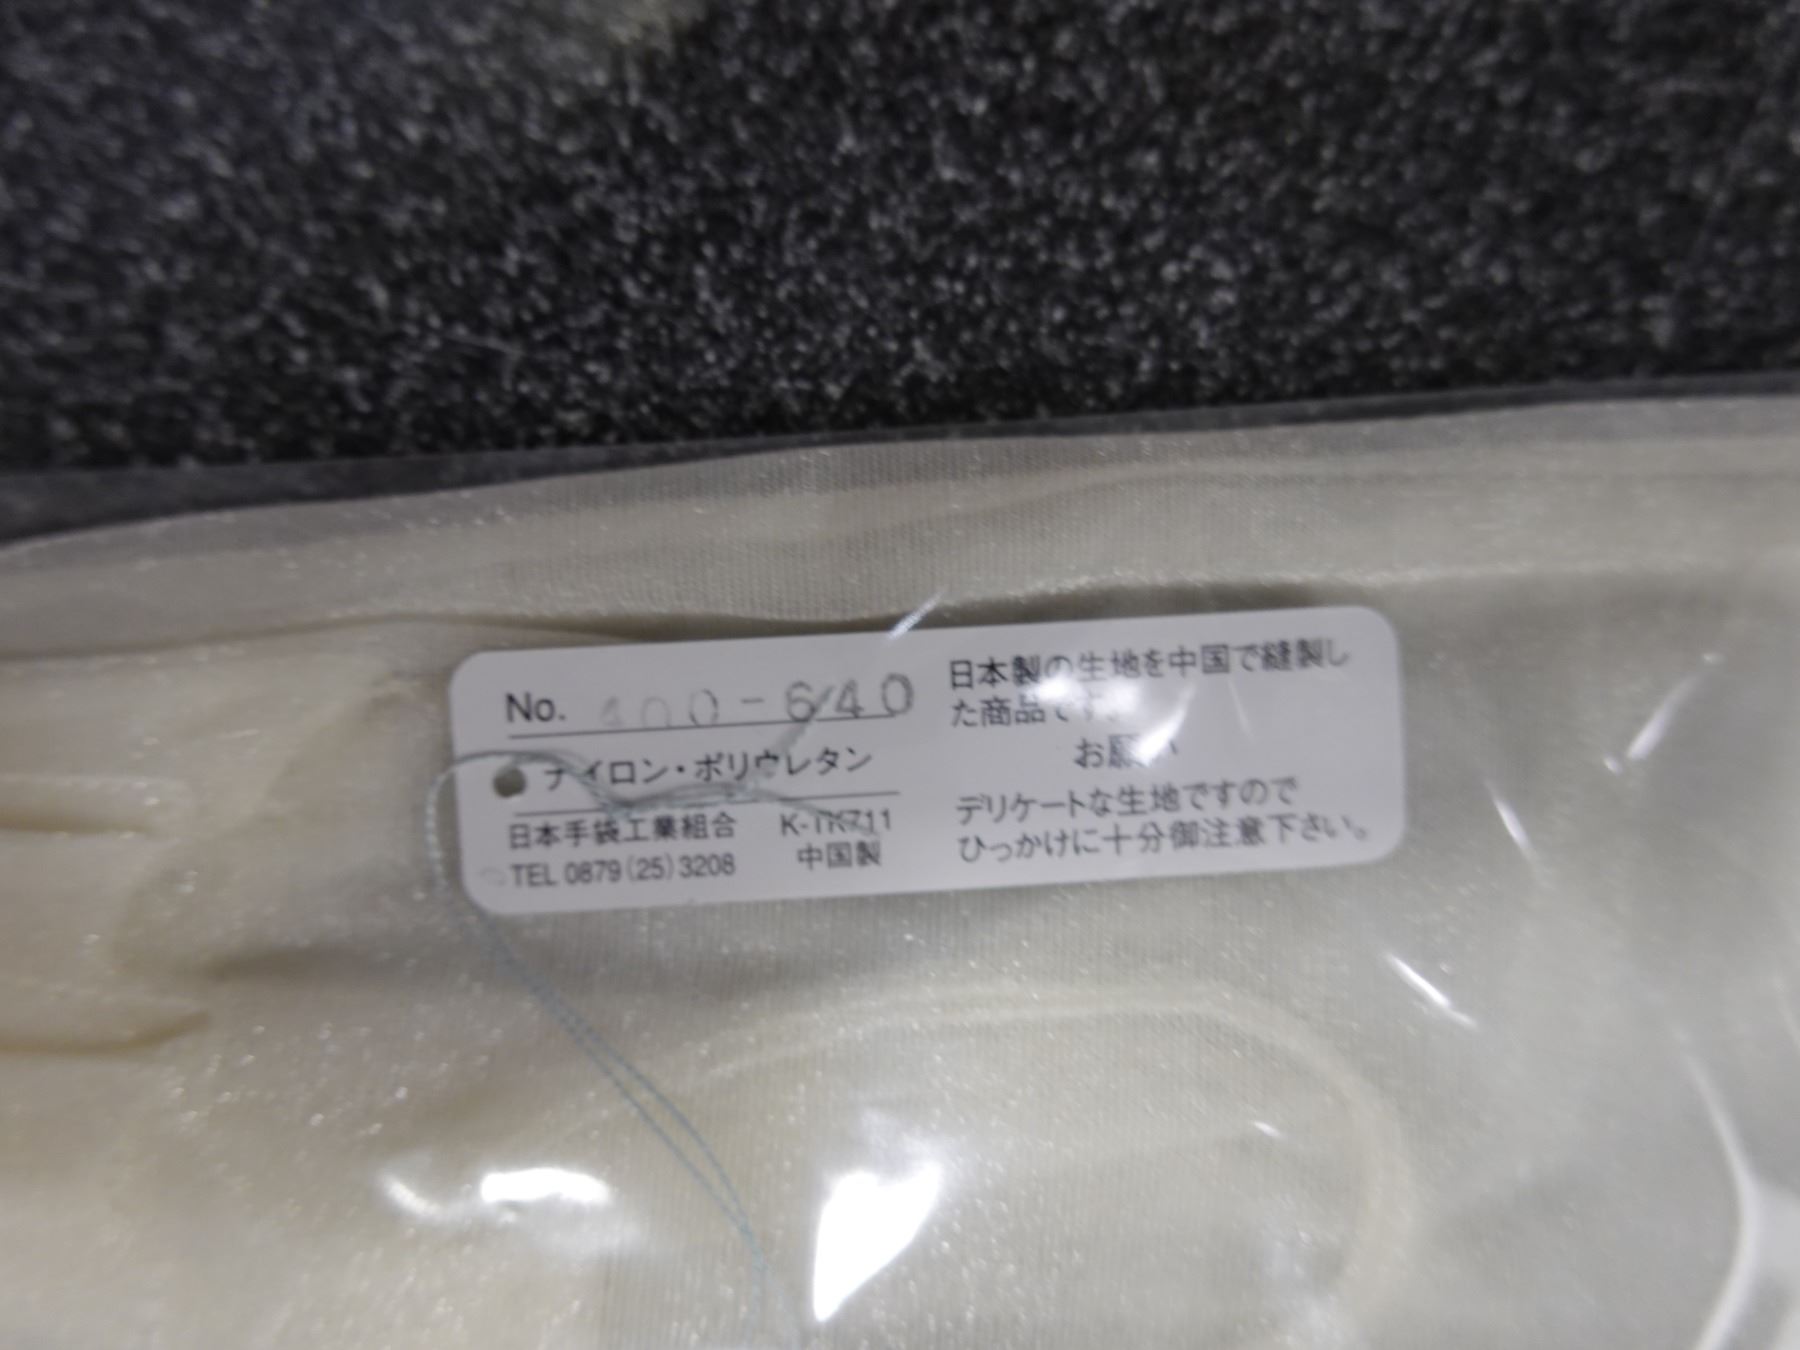 No. 400-640
ナイロン・ポリウレタン
日本手袋工業組合 K-TK711
TEL 0879(25)3208 中国製
日本製の生地を中国で縫製し
た商品です。
お願い
デリケートな生地ですので
ひっかけに十分御注意下さい。